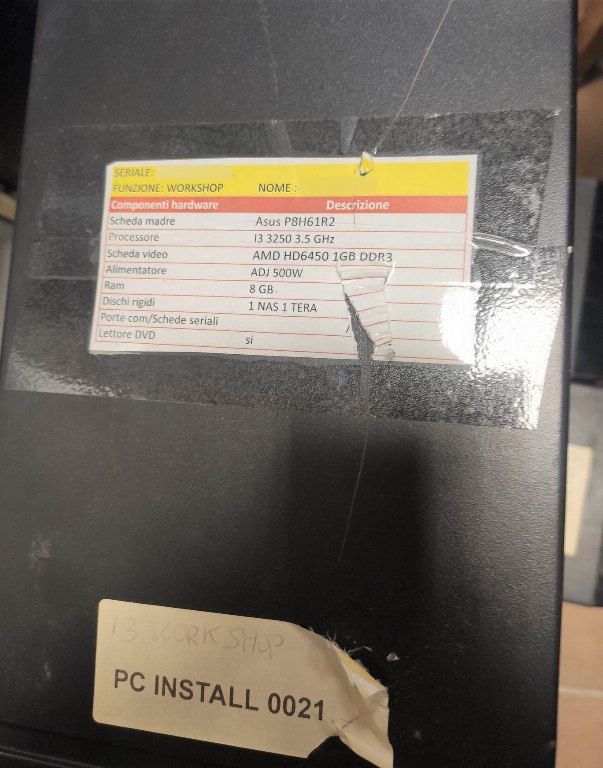 SERIALE:
FUNZIONE: WORKSHOP NOME :
Componenti hardware Descrizione
Scheda madre Asus P8H61R2
Processore I3 3250 3.5 GHz
Scheda video AMD HD6450 1GB DDR3
Alimentatore ADJ 500W
Ram 8 GB
Dischi rigidi 1 NAS 1 TERA
Porte com/Schede seriali
Lettore DVD si
I3 WORKSHOP
PC INSTALL 0021